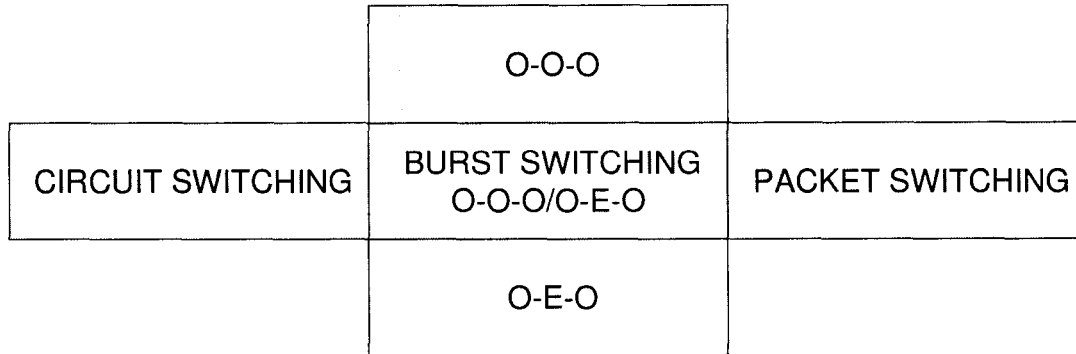 O-O-O
CIRCUIT SWITCHING
BURST SWITCHING
O-O-O/O-E-O
PACKET SWITCHING
O-E-O